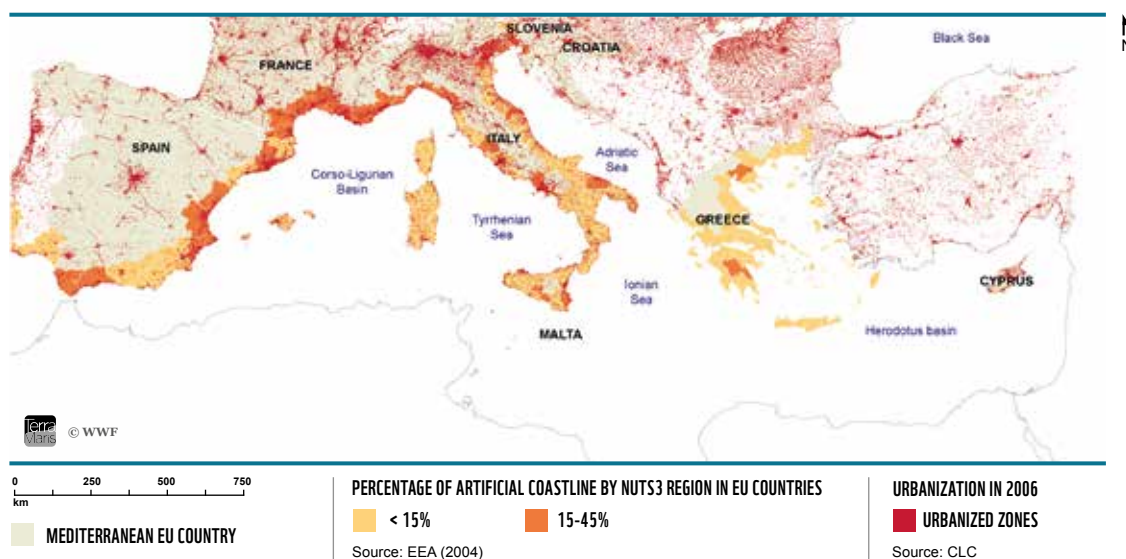 SLOVENIA
CROATIA
Black Sea
N
FRANCE
SPAIN
ITALY
Adriatic
Sea
Corso-Ligurian
Basin
Tyrrhenian
Sea
GREECE
Ionian
Sea
CYPRUS
MALTA
Herodotus basin
Terra
Maris
© WWF
0 250 500 750
km
MEDITERRANEAN EU COUNTRY
PERCENTAGE OF ARTIFICIAL COASTLINE BY NUTS3 REGION IN EU COUNTRIES
< 15% 15-45%
Source: EEA (2004)
URBANIZATION IN 2006
URBANIZED ZONES
Source: CLC